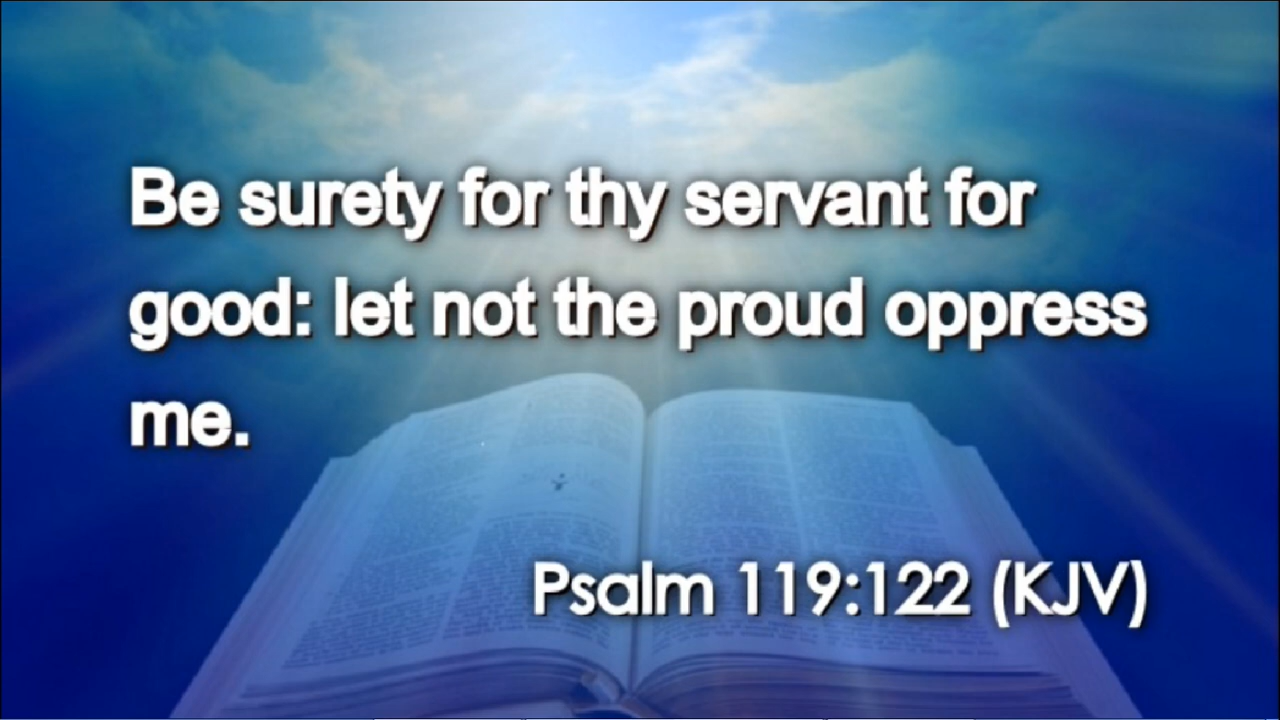 Be surety for thy servant for
good: let not the proud oppress
me.
Psalm 119:122 (KJV)